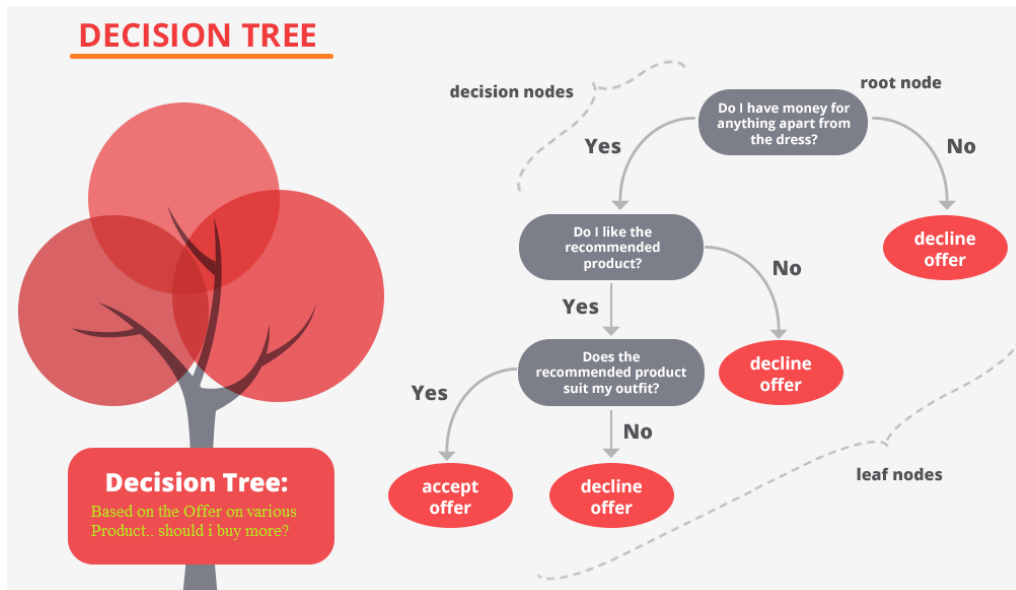 DECISION TREE
decision nodes
root node
Do I have money for
anything apart from
the dress?
Yes
No
Do I like the
recommended
product?
decline
offer
No
Yes
Does the
recommended product
suit my outfit?
decline
offer
Yes
No
accept
offer
decline
offer
leaf nodes
Decision Tree:
Based on the Offer on various
Product.. should i buy more?